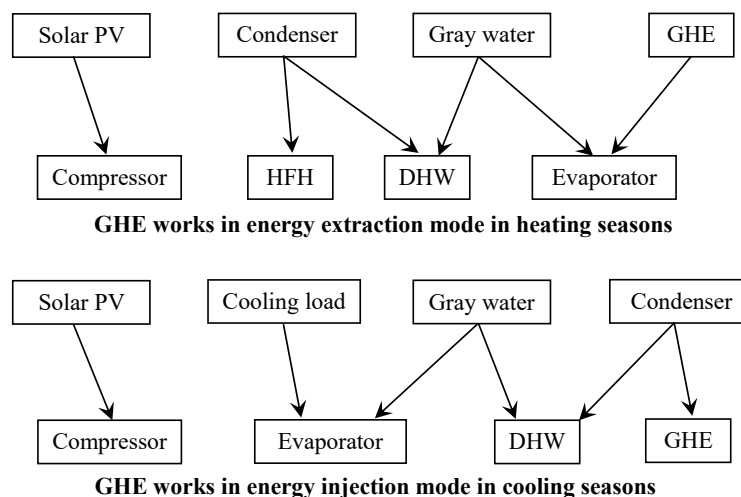 Solar PV Condenser Gray water GHE
Compressor HFH DHW Evaporator
GHE works in energy extraction mode in heating seasons
Solar PV Cooling load Gray water Condenser
Compressor Evaporator DHW GHE
GHE works in energy injection mode in cooling seasons